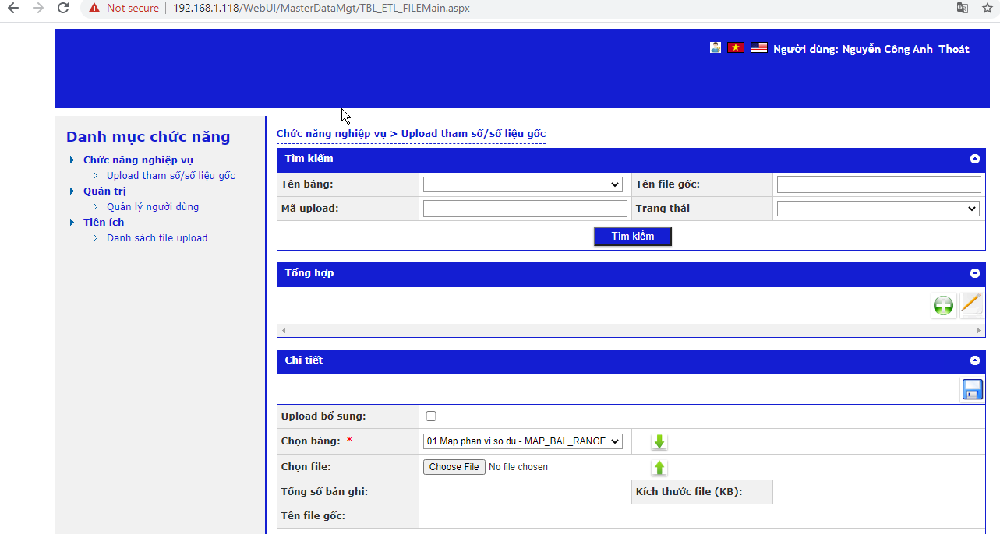 Not secure | 192.168.1.118/WebUI/MasterDataMgt/TBL_ETL_FILEMain.aspx
Người dùng: Nguyễn Công Anh Thoát
Danh mục chức năng
Chức năng nghiệp vụ
Upload tham số/số liệu gốc
Quản trị
Quản lý người dùng
Tiện ích
Danh sách file upload
Chức năng nghiệp vụ > Upload tham số/số liệu gốc
Tìm kiếm
Tên bảng: Tên file gốc:
Mã upload: Trạng thái
Tìm kiếm
Tổng hợp
Chi tiết
Upload bổ sung:
Chọn bảng: * 01.Map phan vi so du - MAP_BAL_RANGE
Chọn file: Choose File No file chosen
Tổng số bản ghi: Kích thước file (KB):
Tên file gốc: